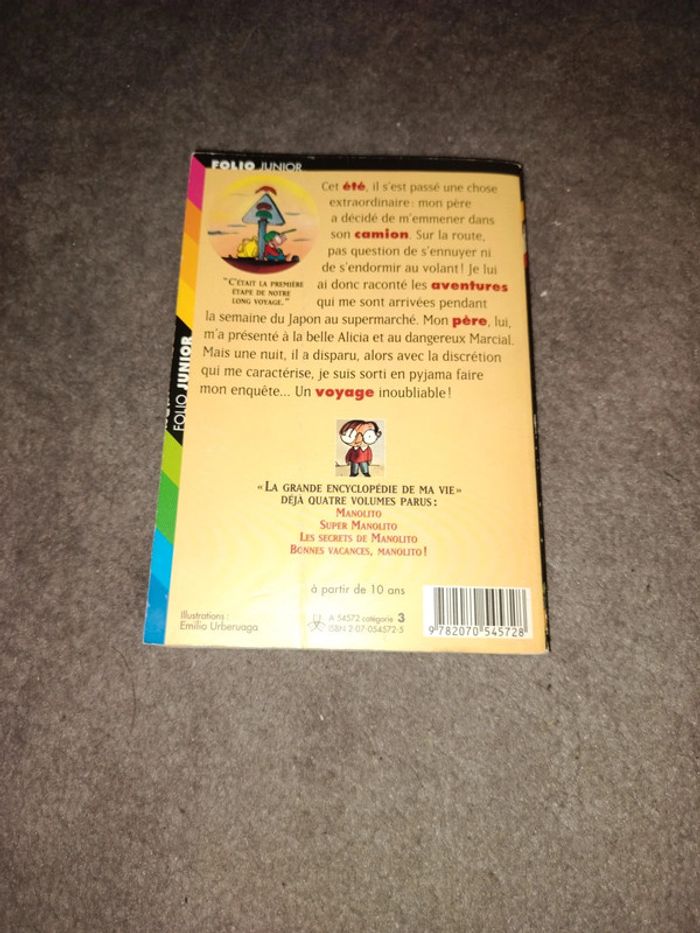 FOLIO JUNIOR
Cet été, il s'est passé une chose
extraordinaire : mon père
a décidé de m'emmener dans
son camion. Sur la route,
pas question de s'ennuyer ni
de s'endormir au volant ! Je lui
ai donc raconté les aventures
qui me sont arrivées pendant
la semaine du Japon au supermarché. Mon père, lui,
m'a présenté à la belle Alicia et au dangereux Marcial.
Mais une nuit, il a disparu, alors avec la discrétion
qui me caractérise, je suis sorti en pyjama faire
mon enquête... Un voyage inoubliable !
"C'ÉTAIT LA PREMIÈRE
ÉTAPE DE NOTRE
LONG VOYAGE."
FOLIO JUNIOR
« LA GRANDE ENCYCLOPÉDIE DE MA VIE »
DÉJÀ QUATRE VOLUMES PARUS :
MANOLITO
SUPER MANOLITO
LES SECRETS DE MANOLITO
BONNES VACANCES, MANOLITO !
à partir de 10 ans
Illustrations :
Emilio Urberuaga
A 54572 catégorie 3
ISBN 2-07-054572-5
9 782070 545728